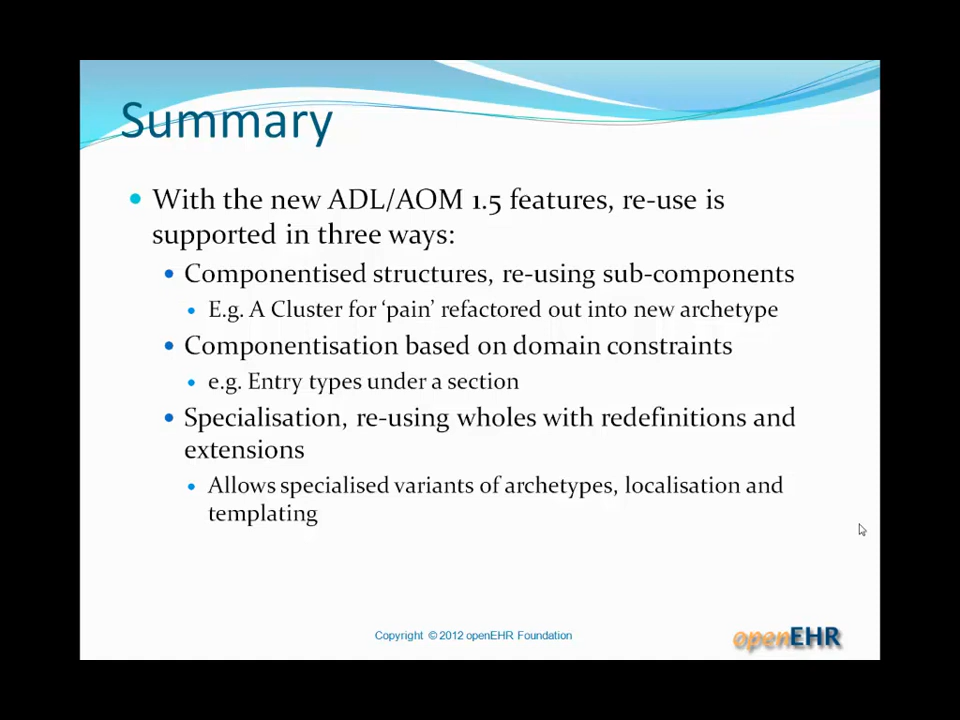 Summary
With the new ADL/AOM 1.5 features, re-use is
supported in three ways:
Componentised structures, re-using sub-components
E.g. A Cluster for ‘pain’ refactored out into new archetype
Componentisation based on domain constraints
e.g. Entry types under a section
Specialisation, re-using wholes with redefinitions and
extensions
Allows specialised variants of archetypes, localisation and
templating
Copyright © 2012 openEHR Foundation
openEHR